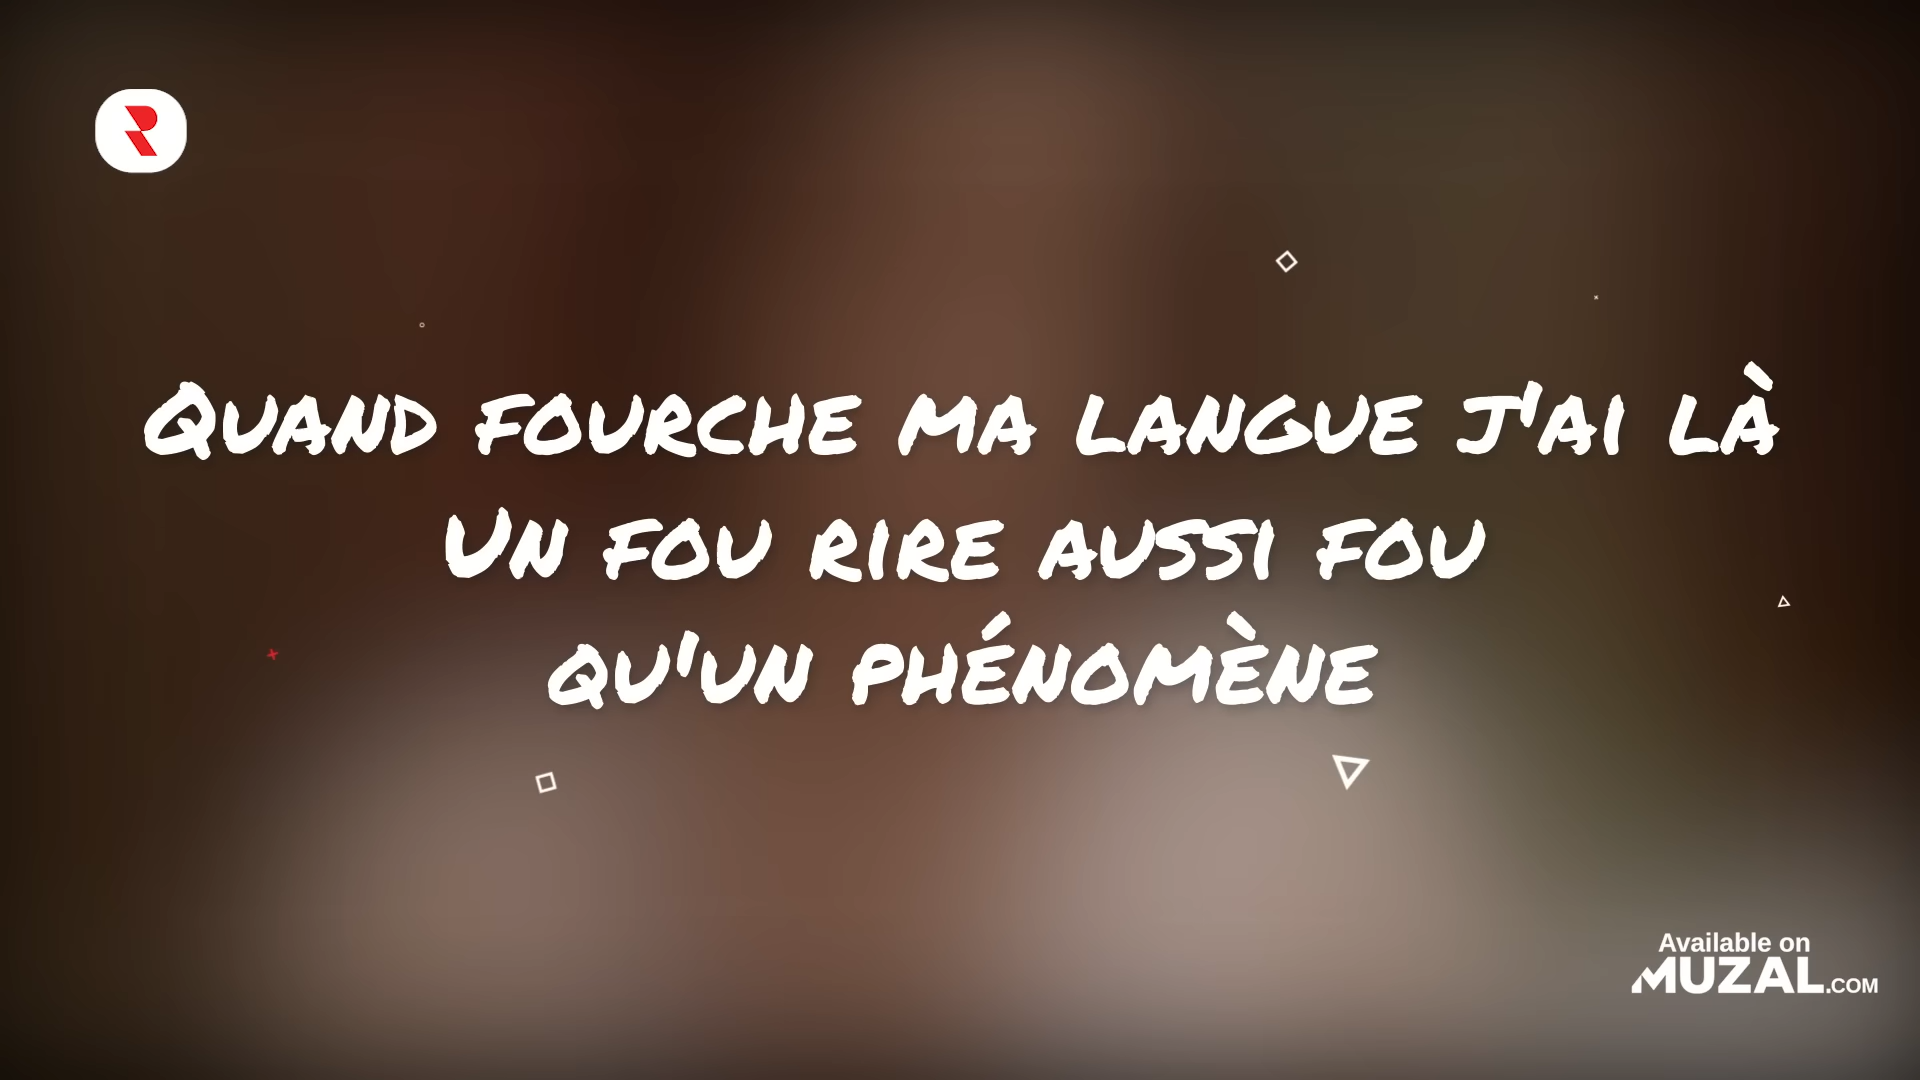 Quand fourche ma langue j'ai là
Un fou rire aussi fou
qu'un phénomène
Available on
MUZAL.COM